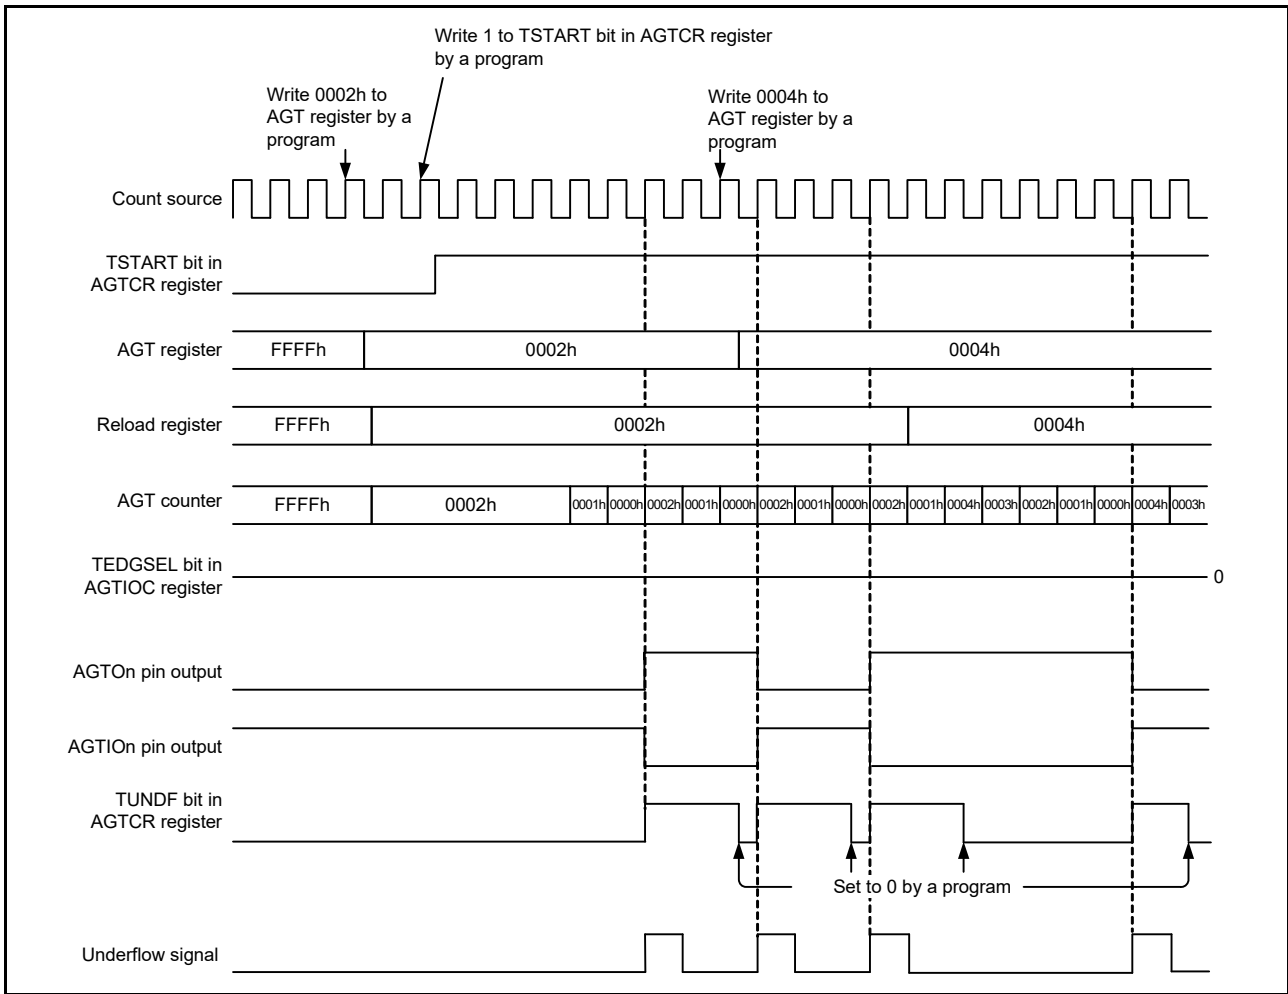 Write 1 to TSTART bit in AGTCR register
by a program
Write 0002h to
AGT register by a
program
Write 0004h to
AGT register by a
program
Count source
TSTART bit in
AGTCR register
AGT register
FFFFh
0002h
0004h
Reload register
FFFFh
0002h
0004h
AGT counter
FFFFh
0002h
0001h
0000h
0002h
0001h
0000h
0002h
0001h
0000h
0002h
0001h
0004h
0003h
0002h
0001h
0000h
0004h
0003h
TEDGSEL bit in
AGTIOC register
0
AGTOn pin output
AGTIOn pin output
TUNDF bit in
AGTCR register
Set to 0 by a program
Underflow signal